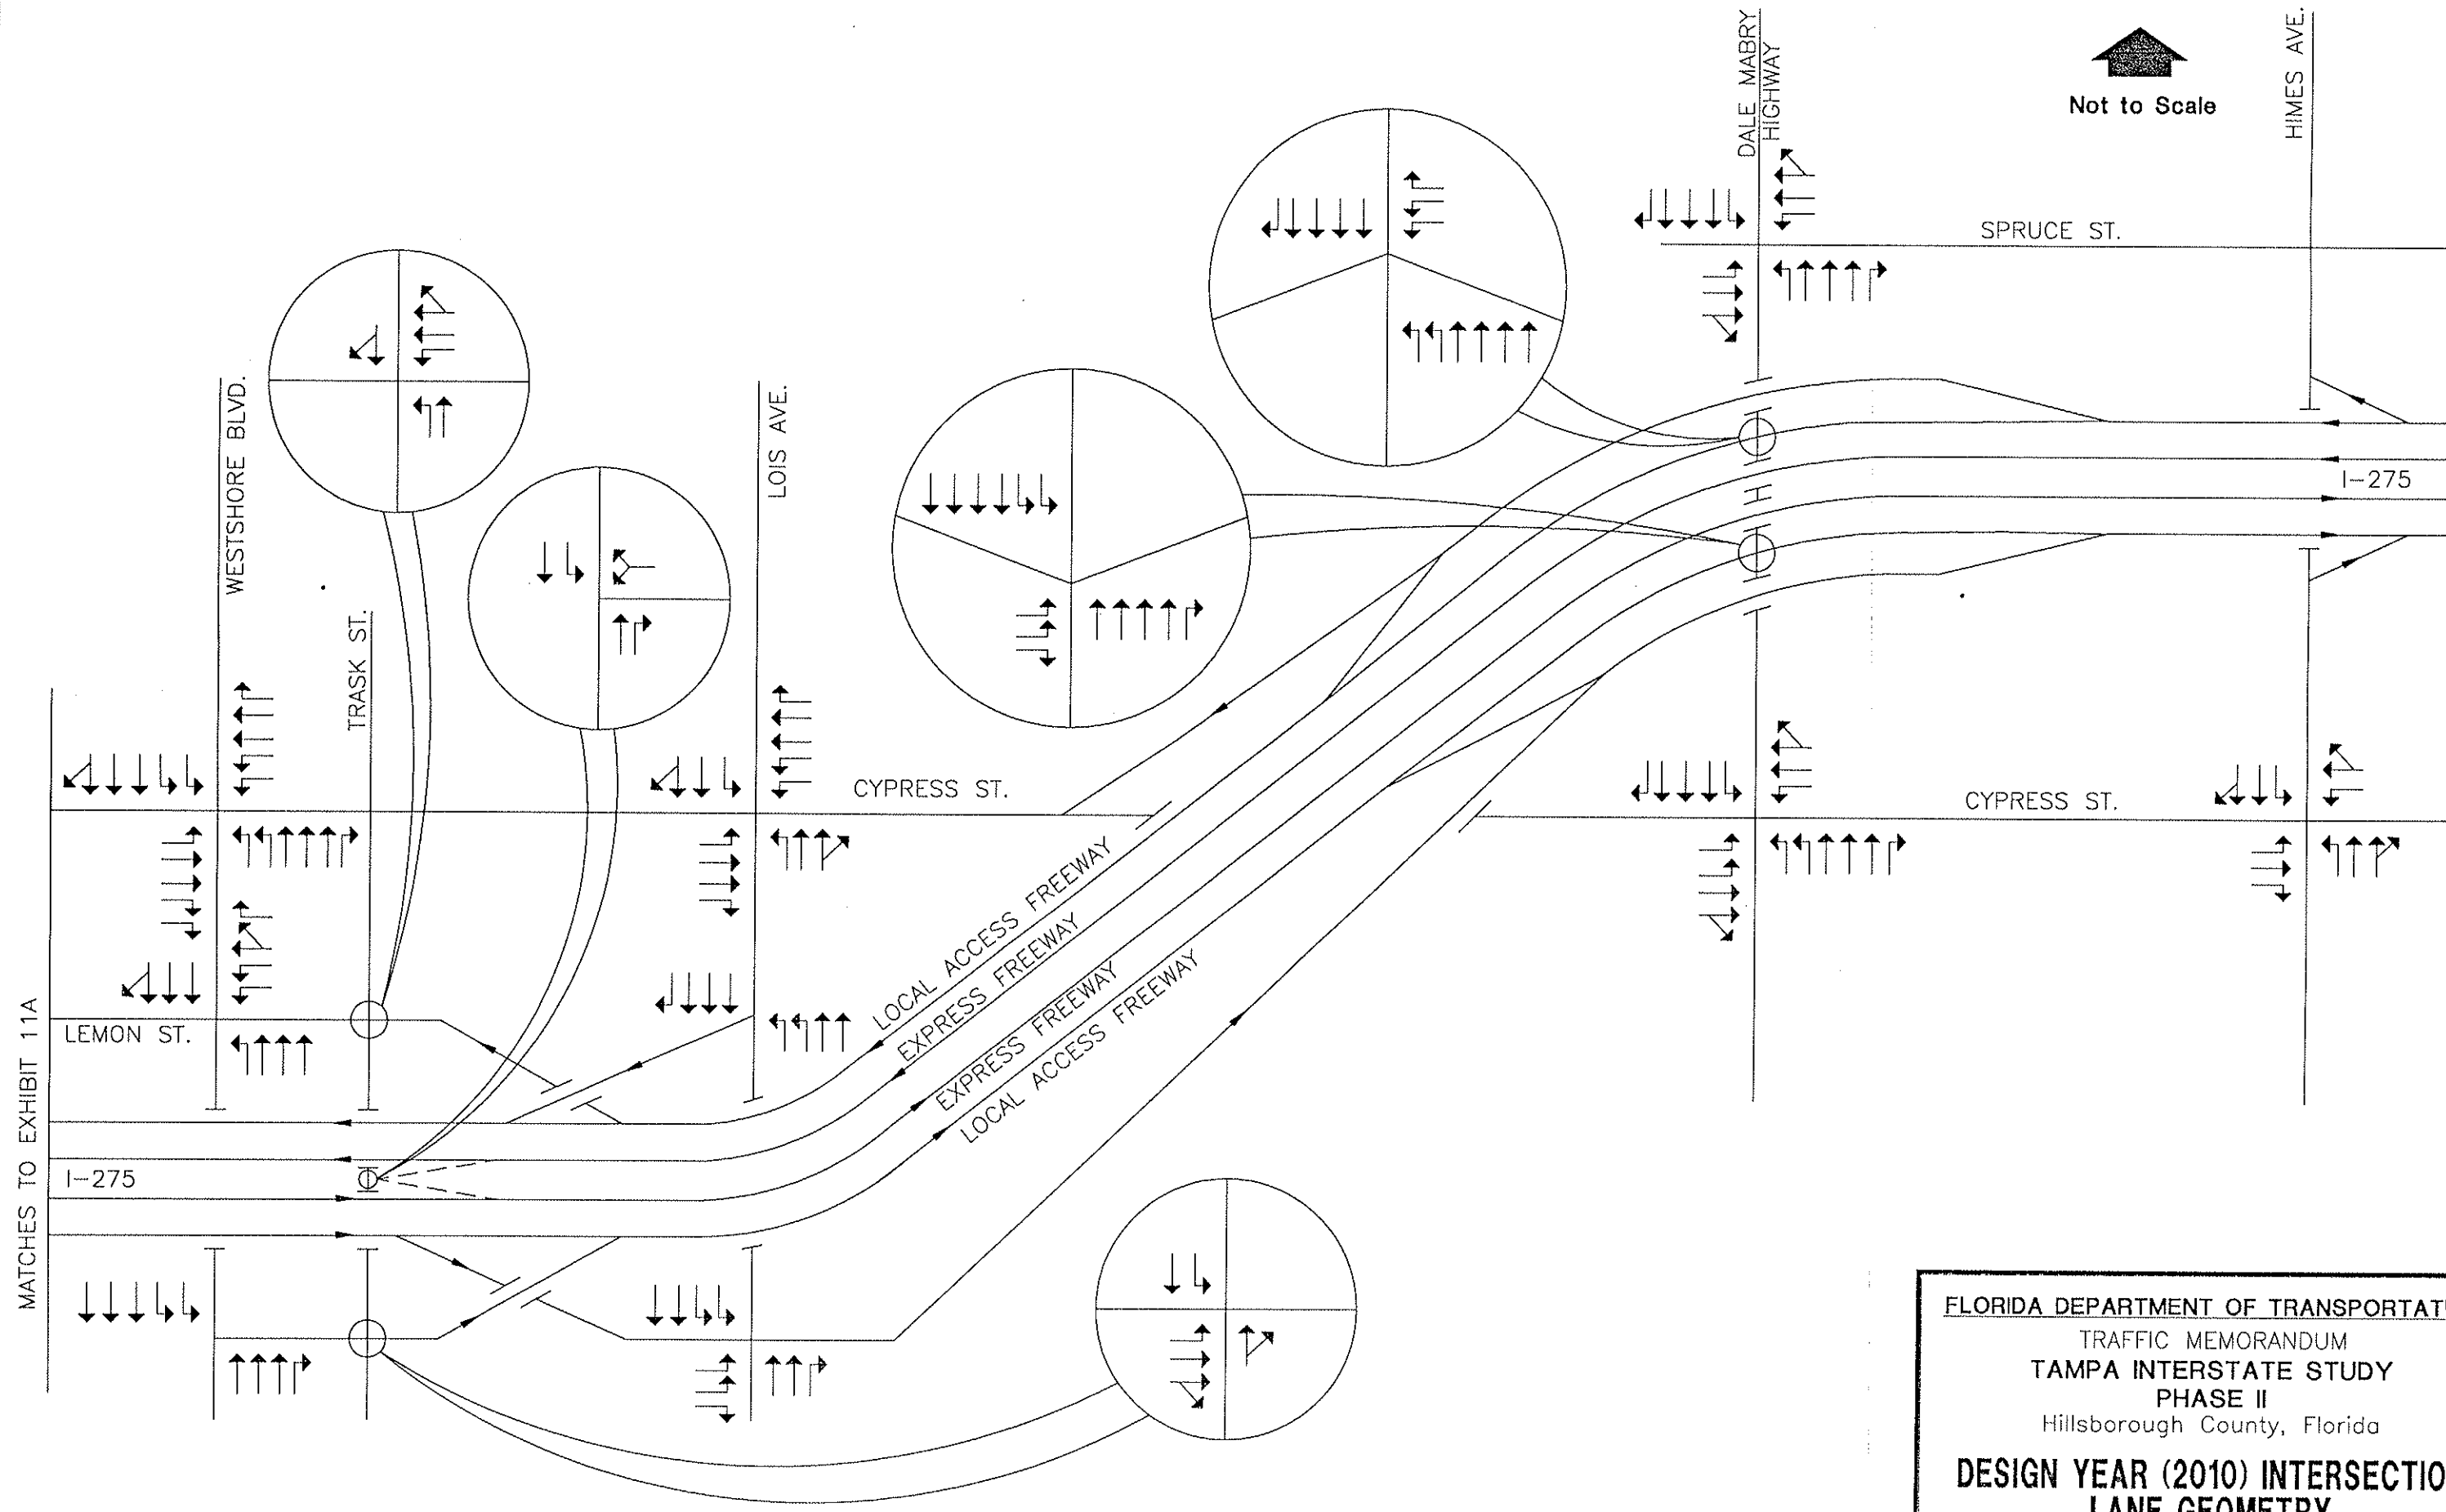 DALE MABRY
HIGHWAY
HIMES AVE.
Not to Scale
SPRUCE ST.
WESTSHORE BLVD.
LOIS AVE.
I-275
TRASK ST.
CYPRESS ST.
CYPRESS ST.
LOCAL ACCESS FREEWAY
EXPRESS FREEWAY
EXPRESS FREEWAY
LOCAL ACCESS FREEWAY
MATCHES TO EXHIBIT 11A
LEMON ST.
I-275
FLORIDA DEPARTMENT OF TRANSPORTAT
TRAFFIC MEMORANDUM
TAMPA INTERSTATE STUDY
PHASE II
Hillsborough County, Florida
DESIGN YEAR (2010) INTERSECTIO
LANE GEOMETRY